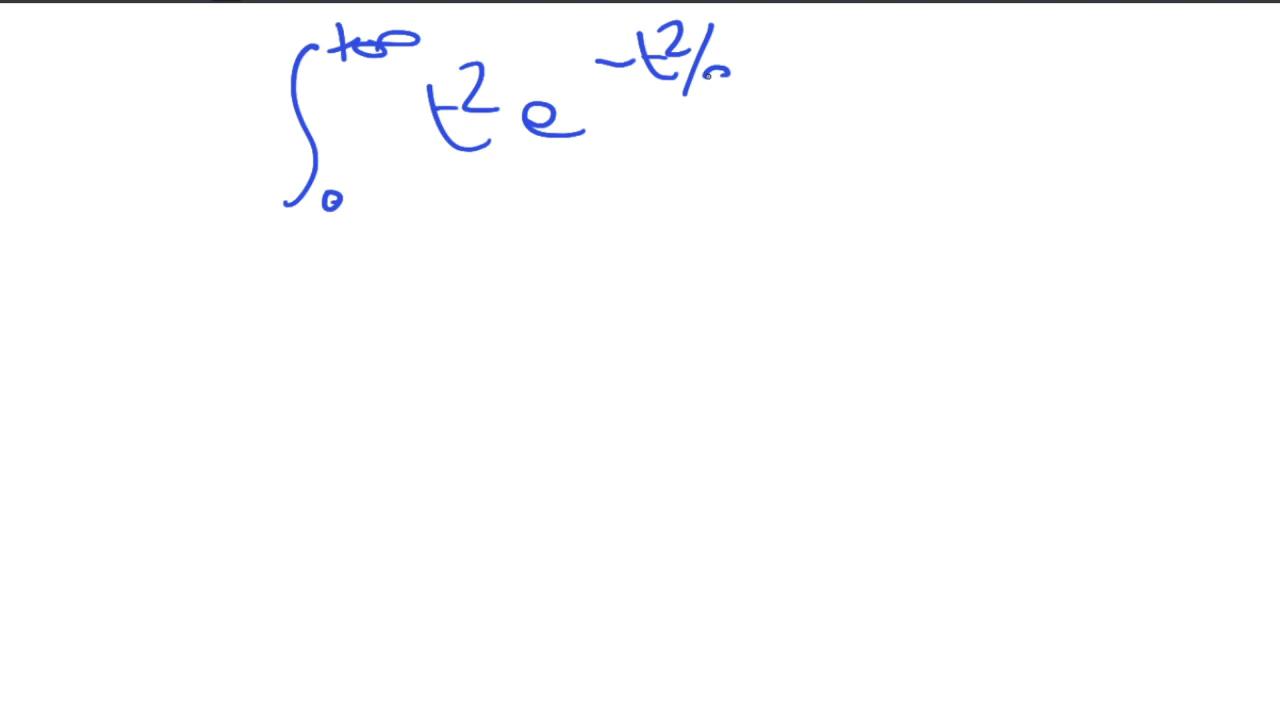 ∫₀^{+∞} t² e^{-t²/